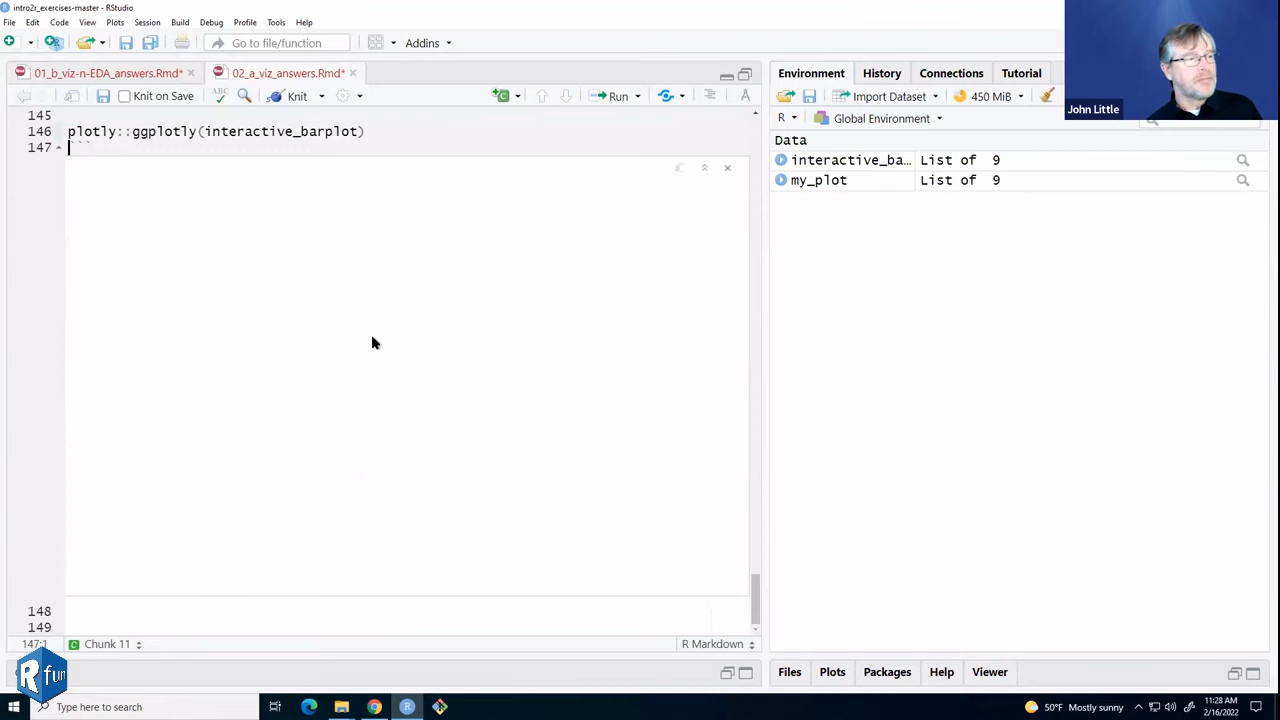 intro2r_exercises-master - RStudio
File Edit Code View Plots Session Build Debug Profile Tools Help
Go to file/function Addins
01_b_viz-n-EDA_answers.Rmd* 02_a_viz_answers.Rmd*
Knit on Save ABC Knit Run
145
146 plotly::ggplotly(interactive_barplot)
147 ```
148
149
147:1 Chunk 11 R Markdown
Environment History Connections Tutorial
Import Dataset 450 MiB
R Global Environment
Data
interactive_ba… List of 9
my_plot List of 9
Files Plots Packages Help Viewer
John Little
R fun
Type here to search
50°F Mostly sunny
11:28 AM
2/16/2022